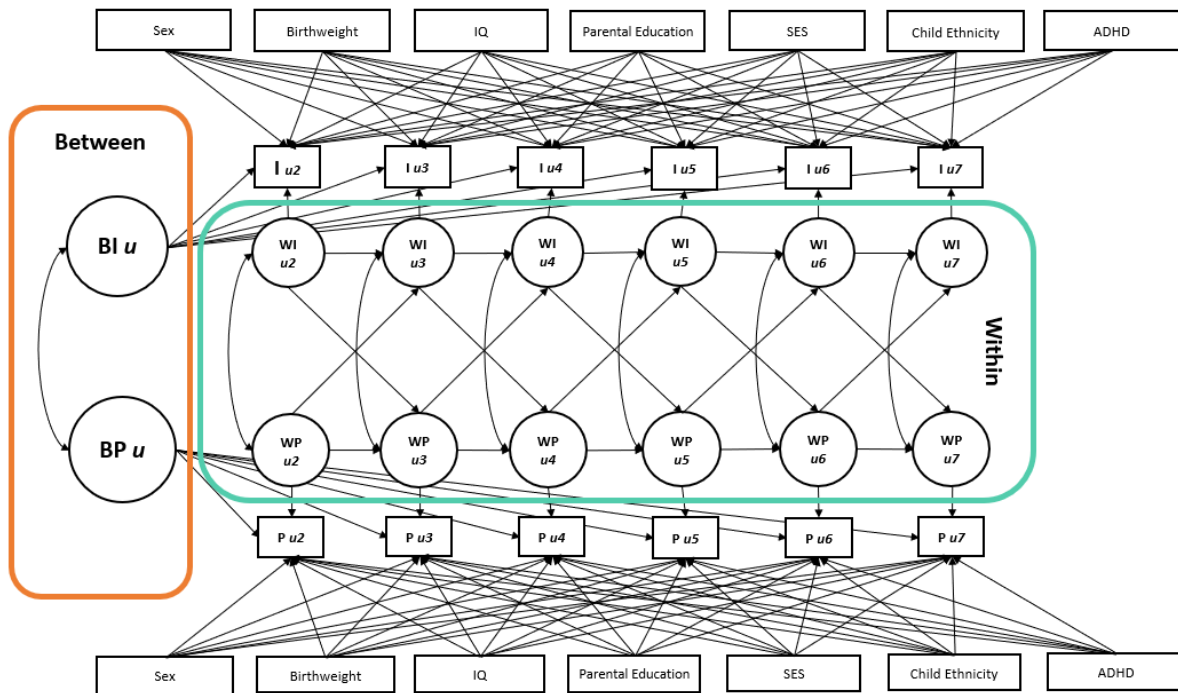 Sex
Birthweight
IQ
Parental Education
SES
Child Ethnicity
ADHD
Between
I u2
I u3
I u4
I u5
I u6
I u7
BI u
WI
u2
WI
u3
WI
u4
WI
u5
WI
u6
WI
u7
Within
BP u
WP
u2
WP
u3
WP
u4
WP
u5
WP
u6
WP
u7
P u2
P u3
P u4
P u5
P u6
P u7
Sex
Birthweight
IQ
Parental Education
SES
Child Ethnicity
ADHD